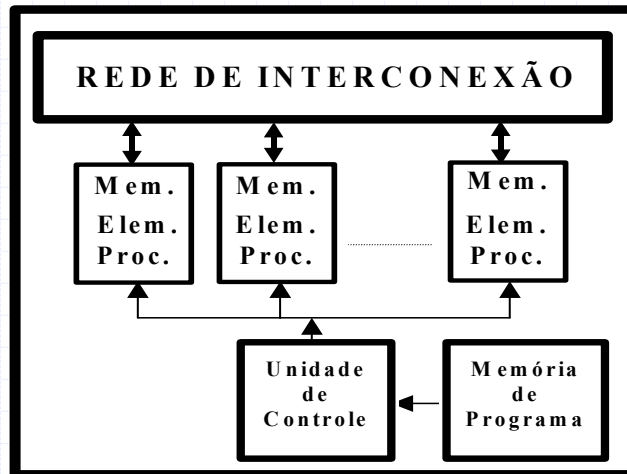 REDE DE INTERCONEXÃO
Mem.
Elem.
Proc.
Mem.
Elem.
Proc.
Mem.
Elem.
Proc.
Unidade
de
Controle
Memória
de
Programa